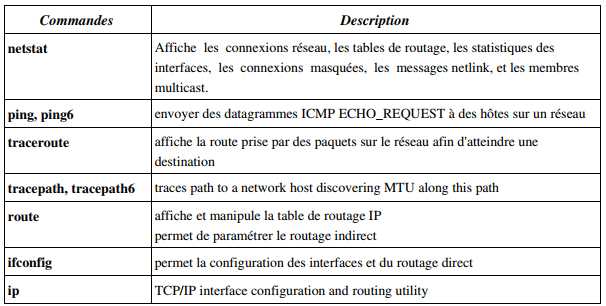 Commandes Description
netstat Affiche les connexions réseau, les tables de routage, les statistiques des
interfaces, les connexions masquées, les messages netlink, et les membres
multicast.
ping, ping6 envoyer des datagrammes ICMP ECHO_REQUEST à des hôtes sur un réseau
traceroute affiche la route prise par des paquets sur le réseau afin d'atteindre une
destination
tracepath, tracepath6 traces path to a network host discovering MTU along this path
route affiche et manipule la table de routage IP
permet de paramétrer le routage indirect
ifconfig permet la configuration des interfaces et du routage direct
ip TCP/IP interface configuration and routing utility